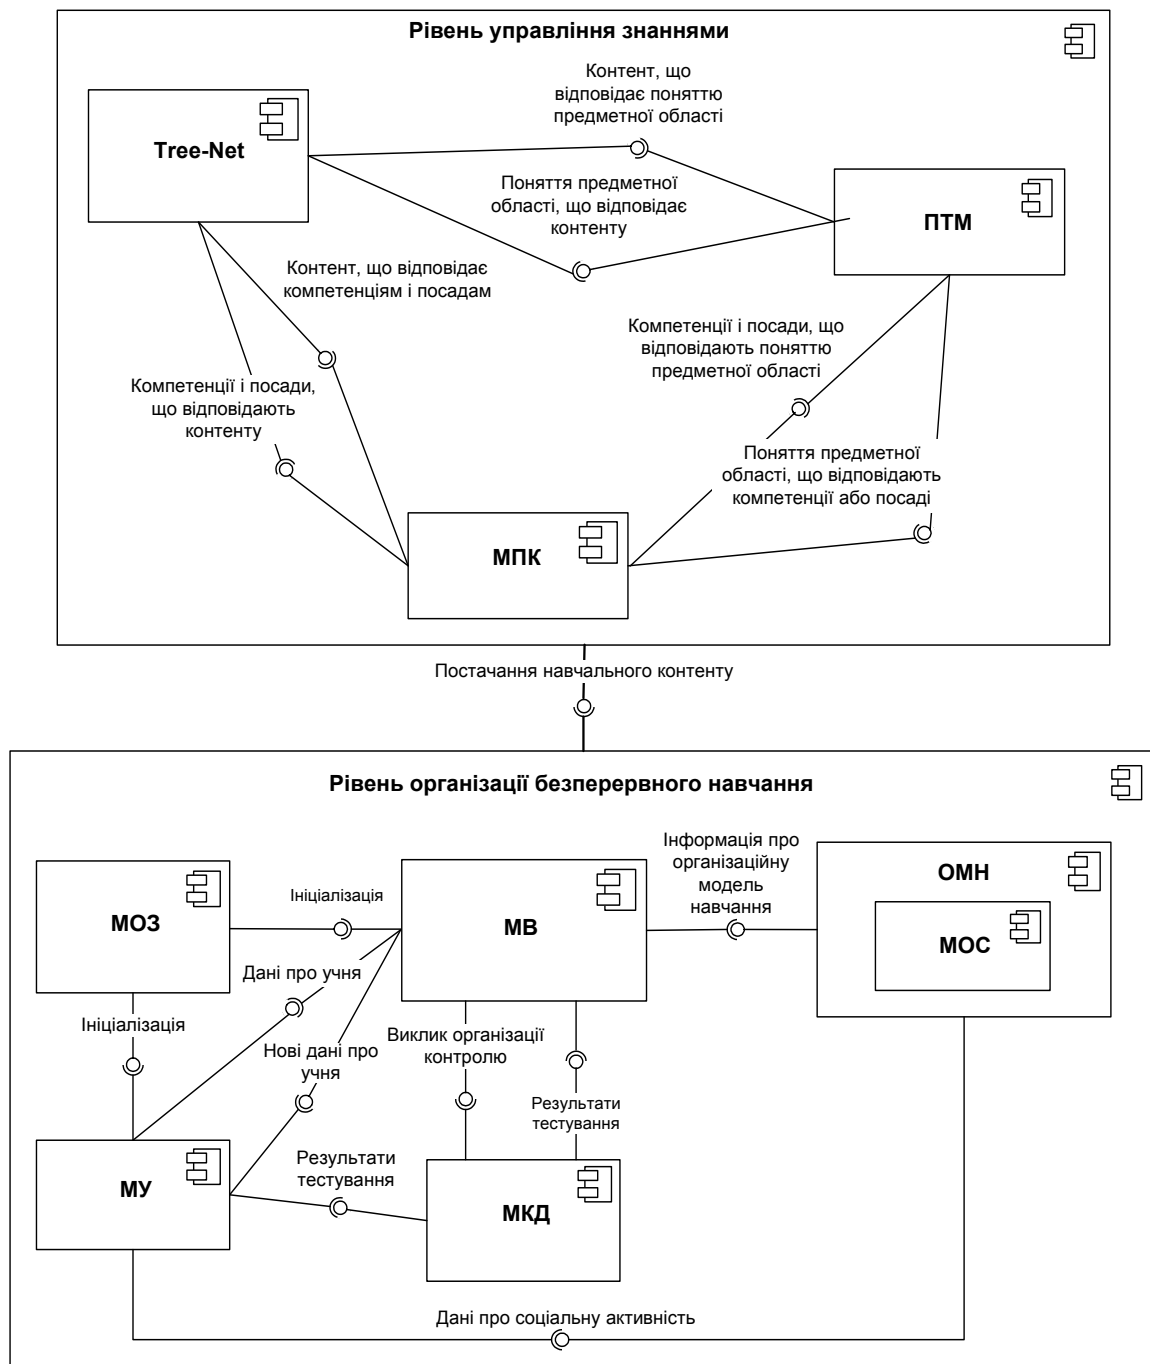 Рівень управління знаннями
Контент, що
відповідає поняттю
предметної області
Tree-Net
Поняття предметної
області, що відповідає
контенту
ПТМ
Контент, що відповідає
компетенціям і посадам
Компетенції і посади, що
відповідають поняттю
предметної області
Компетенції і посади,
що відповідають
контенту
Поняття предметної
області, що відповідають
компетенції або посаді
МПК
Постачання навчального контенту
Рівень організації безперервного навчання
Інформація про
організаційну
модель
навчання
ОМН
Ініціалізація
МОЗ
МВ
МОС
Дані про учня
Ініціалізація
Виклик організації
контролю
Нові дані про
учня
Результати
тестування
Результати
тестування
МУ
МКД
Дані про соціальну активність